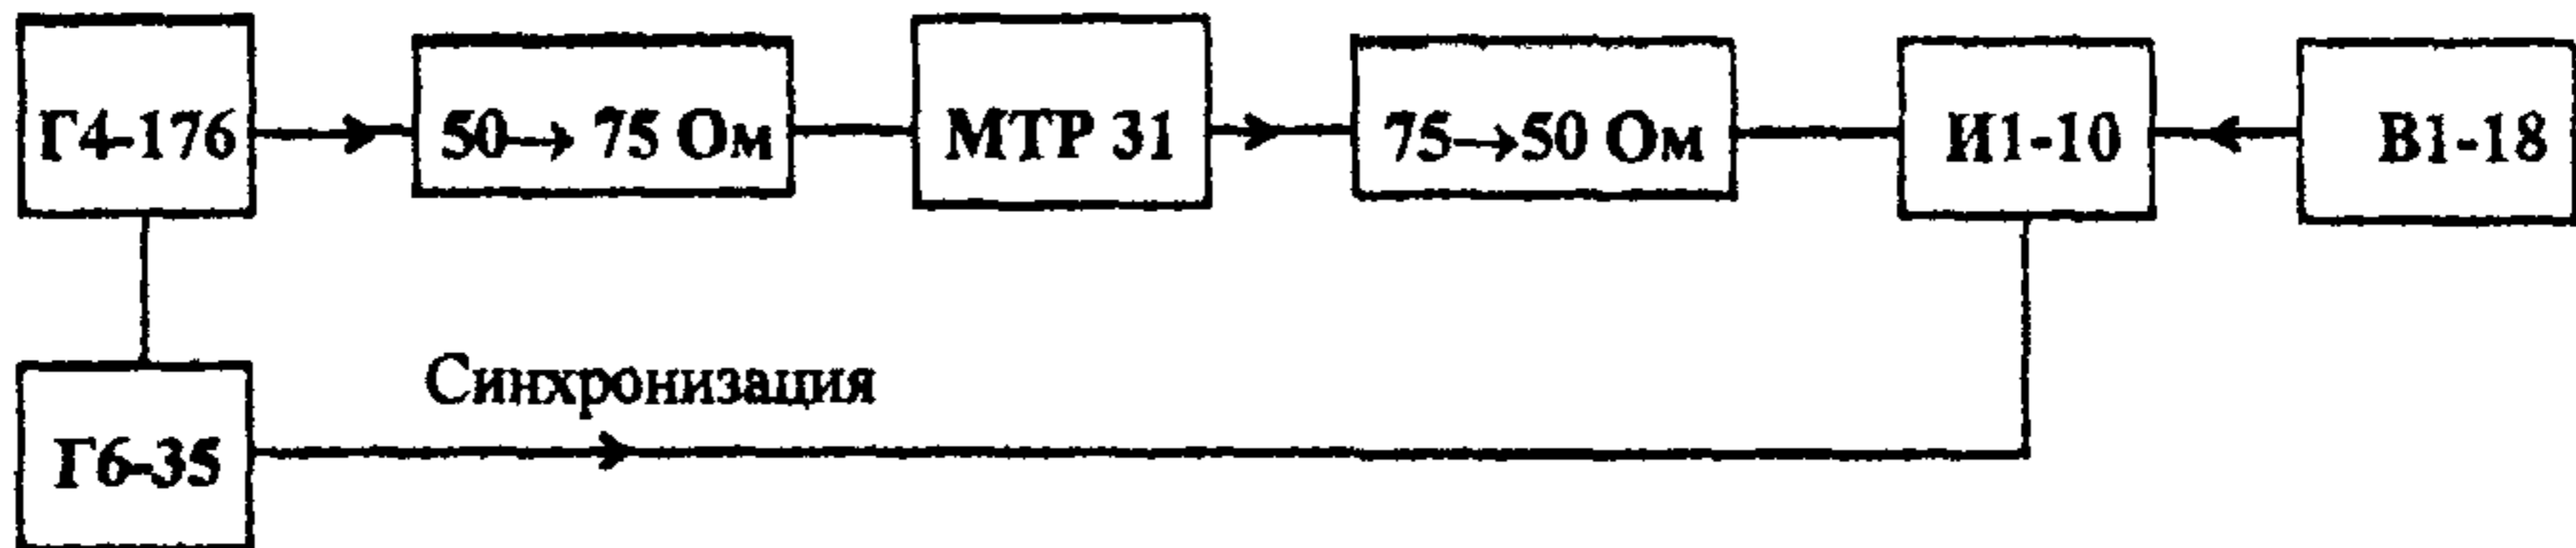 Г4-176
50→ 75 Ом
МТР 31
75→50 Ом
И1-10
В1-18
Синхронизация
Г6-35